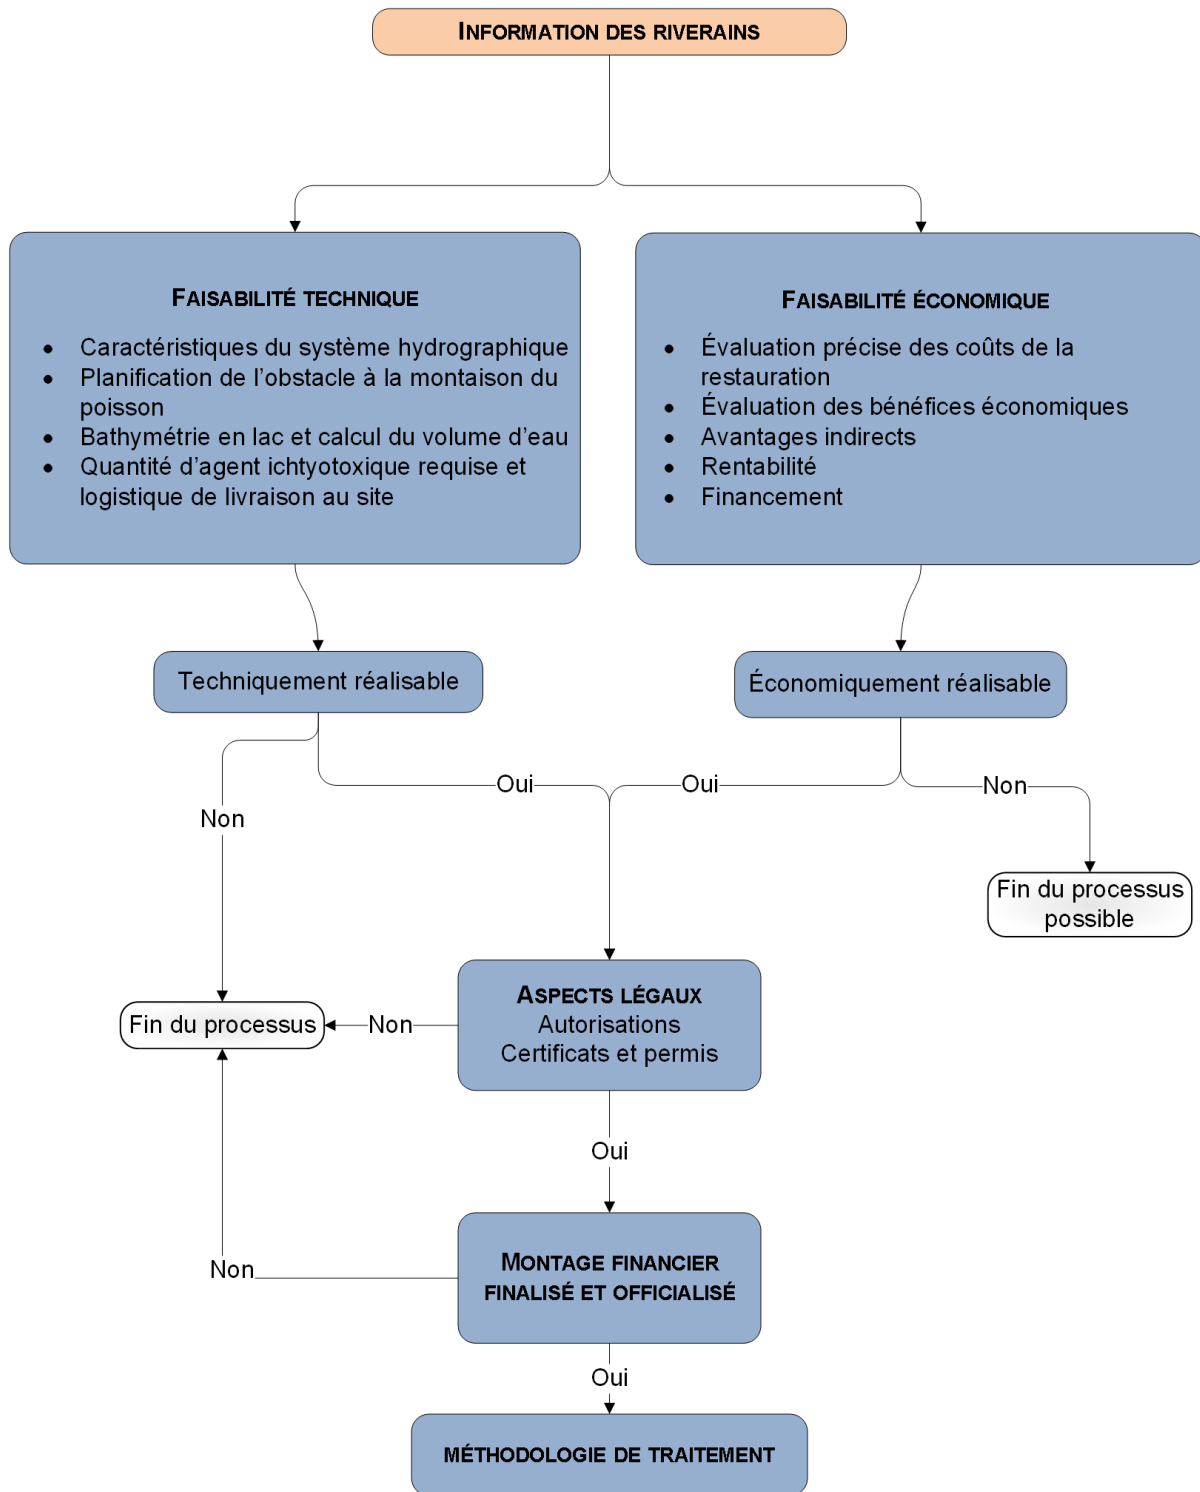 INFORMATION DES RIVERAINS
FAISABILITÉ TECHNIQUE
• Caractéristiques du système hydrographique
• Planification de l'obstacle à la montaison du
poisson
• Bathymétrie en lac et calcul du volume d'eau
• Quantité d'agent ichtyotoxique requise et
logistique de livraison au site
FAISABILITÉ ÉCONOMIQUE
• Évaluation précise des coûts de la
restauration
• Évaluation des bénéfices économiques
• Avantages indirects
• Rentabilité
• Financement
Techniquement réalisable
Économiquement réalisable
Oui
Oui
Non
Non
Fin du processus
possible
ASPECTS LÉGAUX
Autorisations
Certificats et permis
Non
Fin du processus
Oui
MONTAGE FINANCIER
FINALISÉ ET OFFICIALISÉ
Non
Oui
MÉTHODOLOGIE DE TRAITEMENT